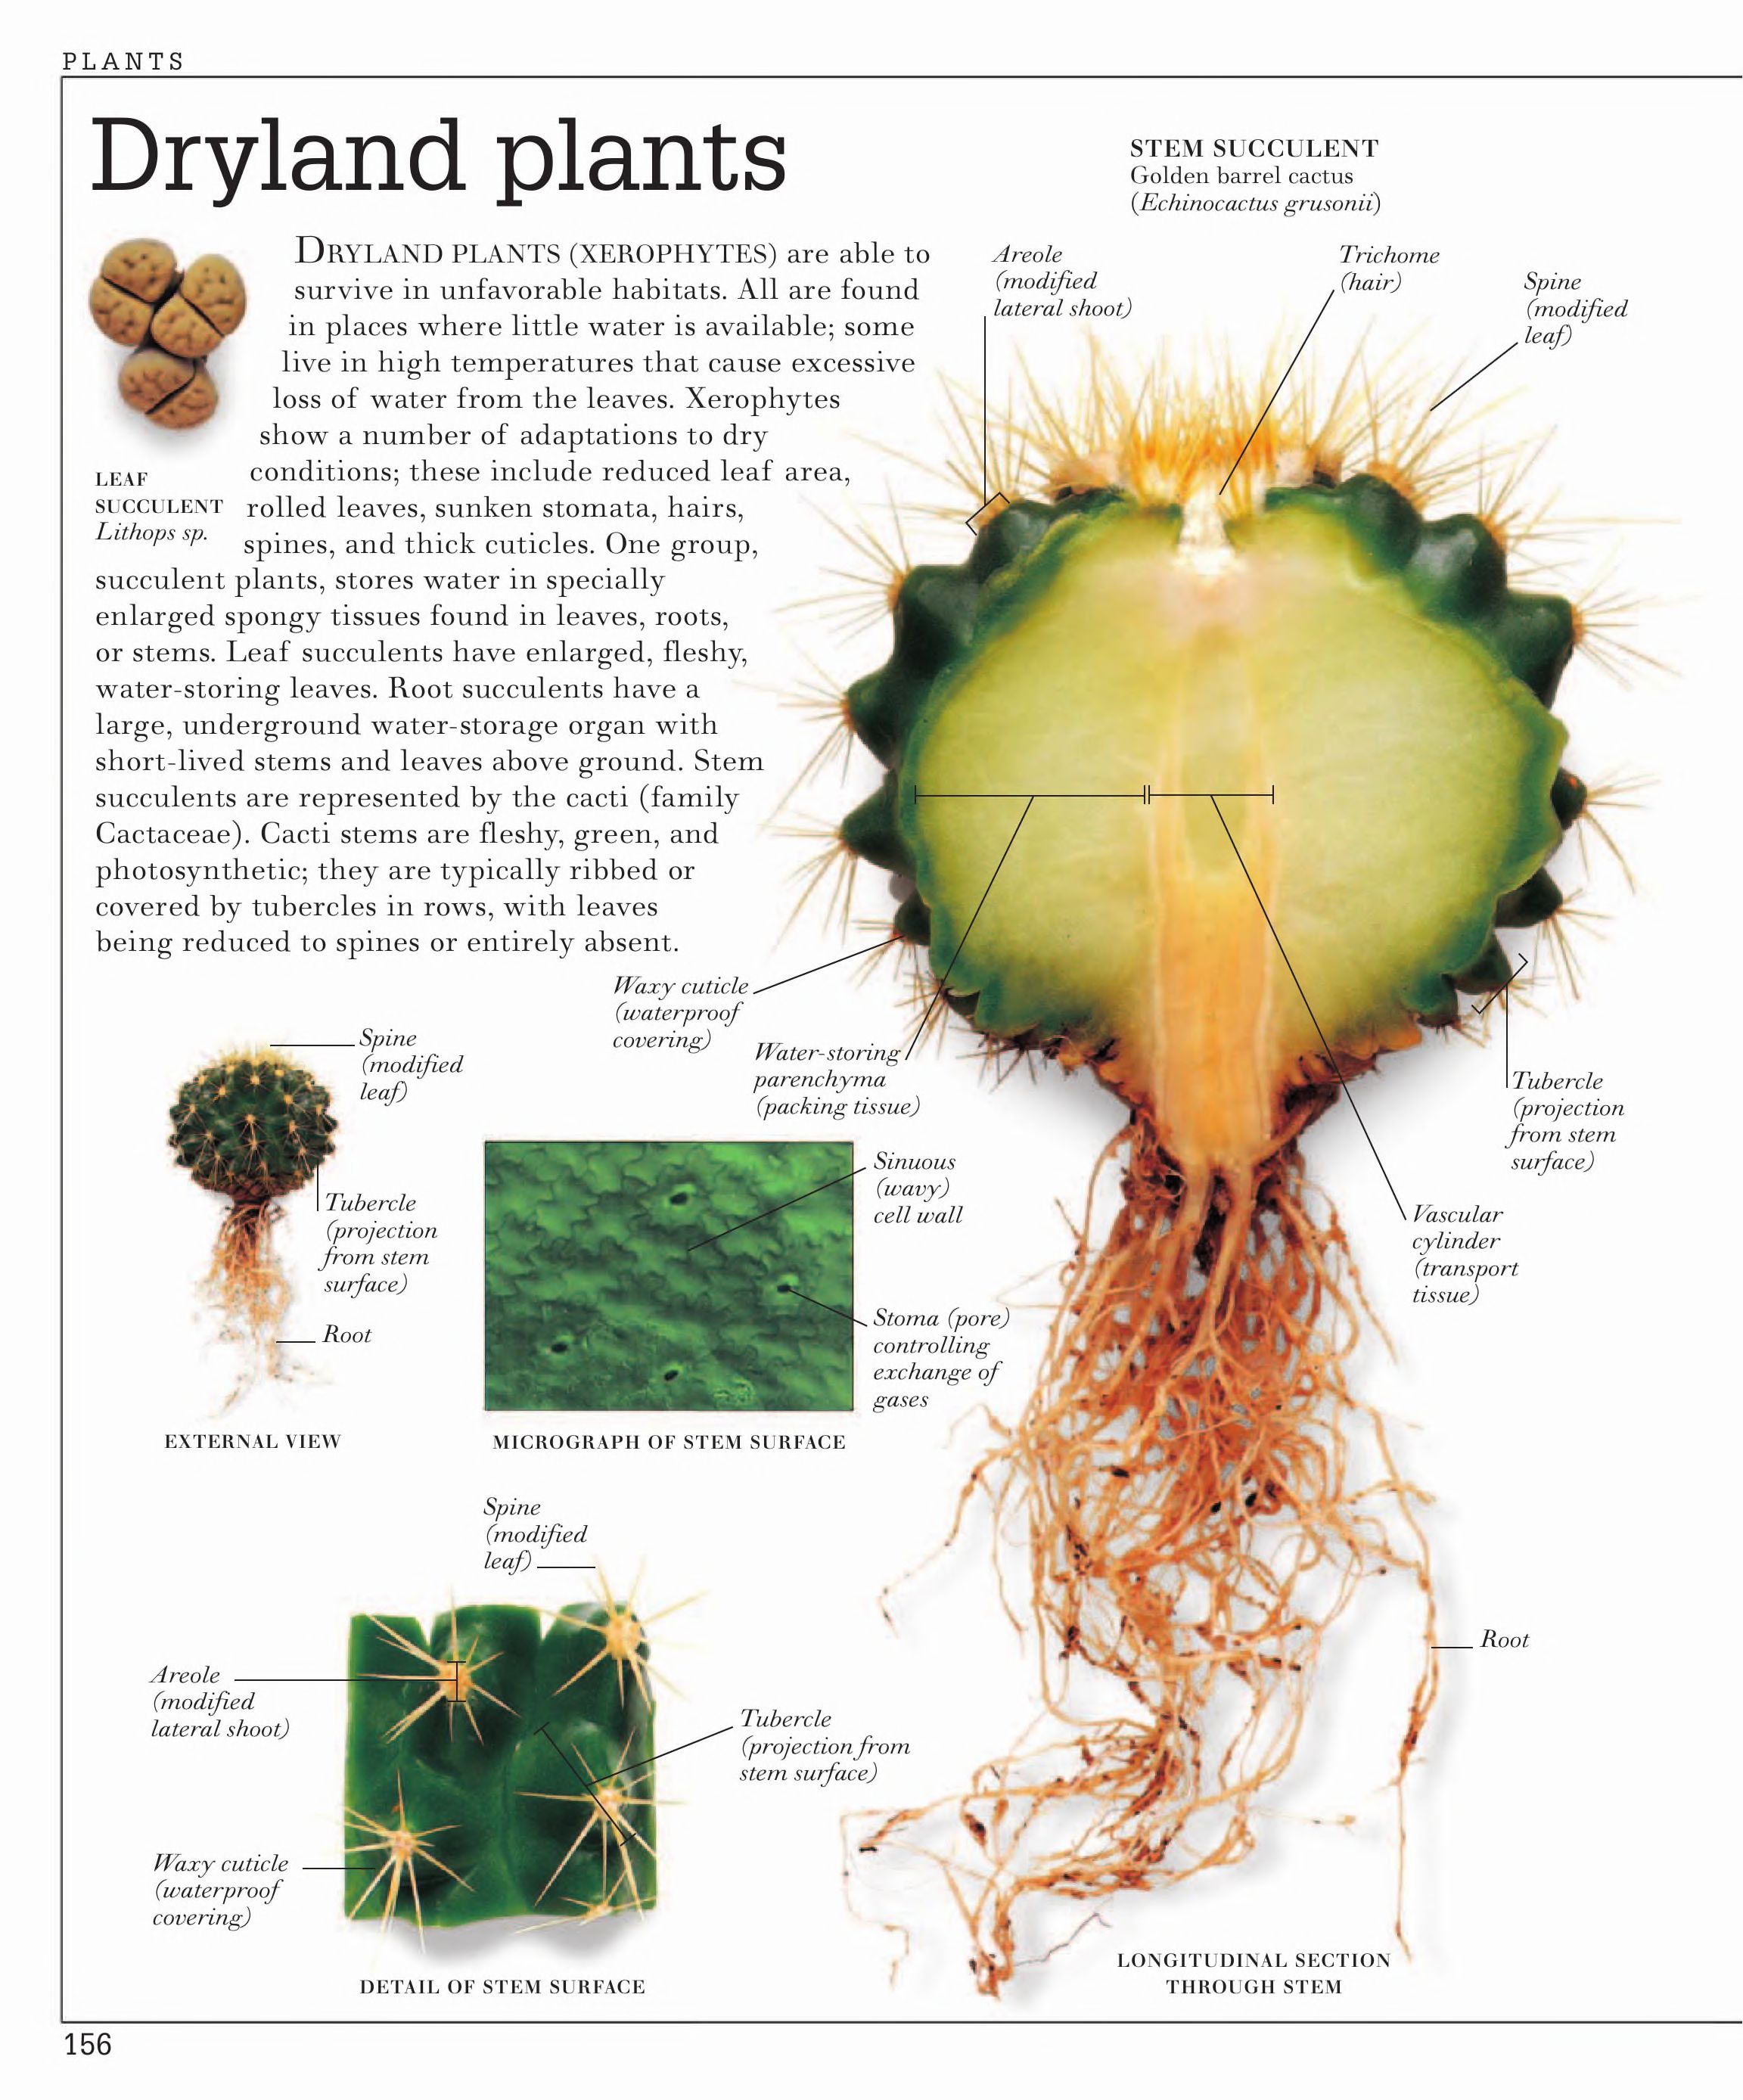 PLANTS
Dryland plants
STEM SUCCULENT
Golden barrel cactus
(Echinocactus grusonii)
LEAF
SUCCULENT
Lithops sp.
DRYLAND PLANTS (XEROPHYTES) are able to
survive in unfavorable habitats. All are found
in places where little water is available; some
live in high temperatures that cause excessive
loss of water from the leaves. Xerophytes
show a number of adaptations to dry
conditions; these include reduced leaf area,
rolled leaves, sunken stomata, hairs,
spines, and thick cuticles. One group,
succulent plants, stores water in specially
enlarged spongy tissues found in leaves, roots,
or stems. Leaf succulents have enlarged, fleshy,
water-storing leaves. Root succulents have a
large, underground water-storage organ with
short-lived stems and leaves above ground. Stem
succulents are represented by the cacti (family
Cactaceae). Cacti stems are fleshy, green, and
photosynthetic; they are typically ribbed or
covered by tubercles in rows, with leaves
being reduced to spines or entirely absent.
Areole
(modified
lateral shoot)
Trichome
(hair)
Spine
(modified
leaf)
Waxy cuticle
(waterproof
covering)
Water-storing
parenchyma
(packing tissue)
Tubercle
(projection
from stem
surface)
Vascular
cylinder
(transport
tissue)
Root
LONGITUDINAL SECTION
THROUGH STEM
Spine
(modified
leaf)
Tubercle
(projection
from stem
surface)
Root
EXTERNAL VIEW
Sinuous
(wavy)
cell wall
Stoma (pore)
controlling
exchange of
gases
MICROGRAPH OF STEM SURFACE
Spine
(modified
leaf)
Areole
(modified
lateral shoot)
Tubercle
(projection from
stem surface)
Waxy cuticle
(waterproof
covering)
DETAIL OF STEM SURFACE
156